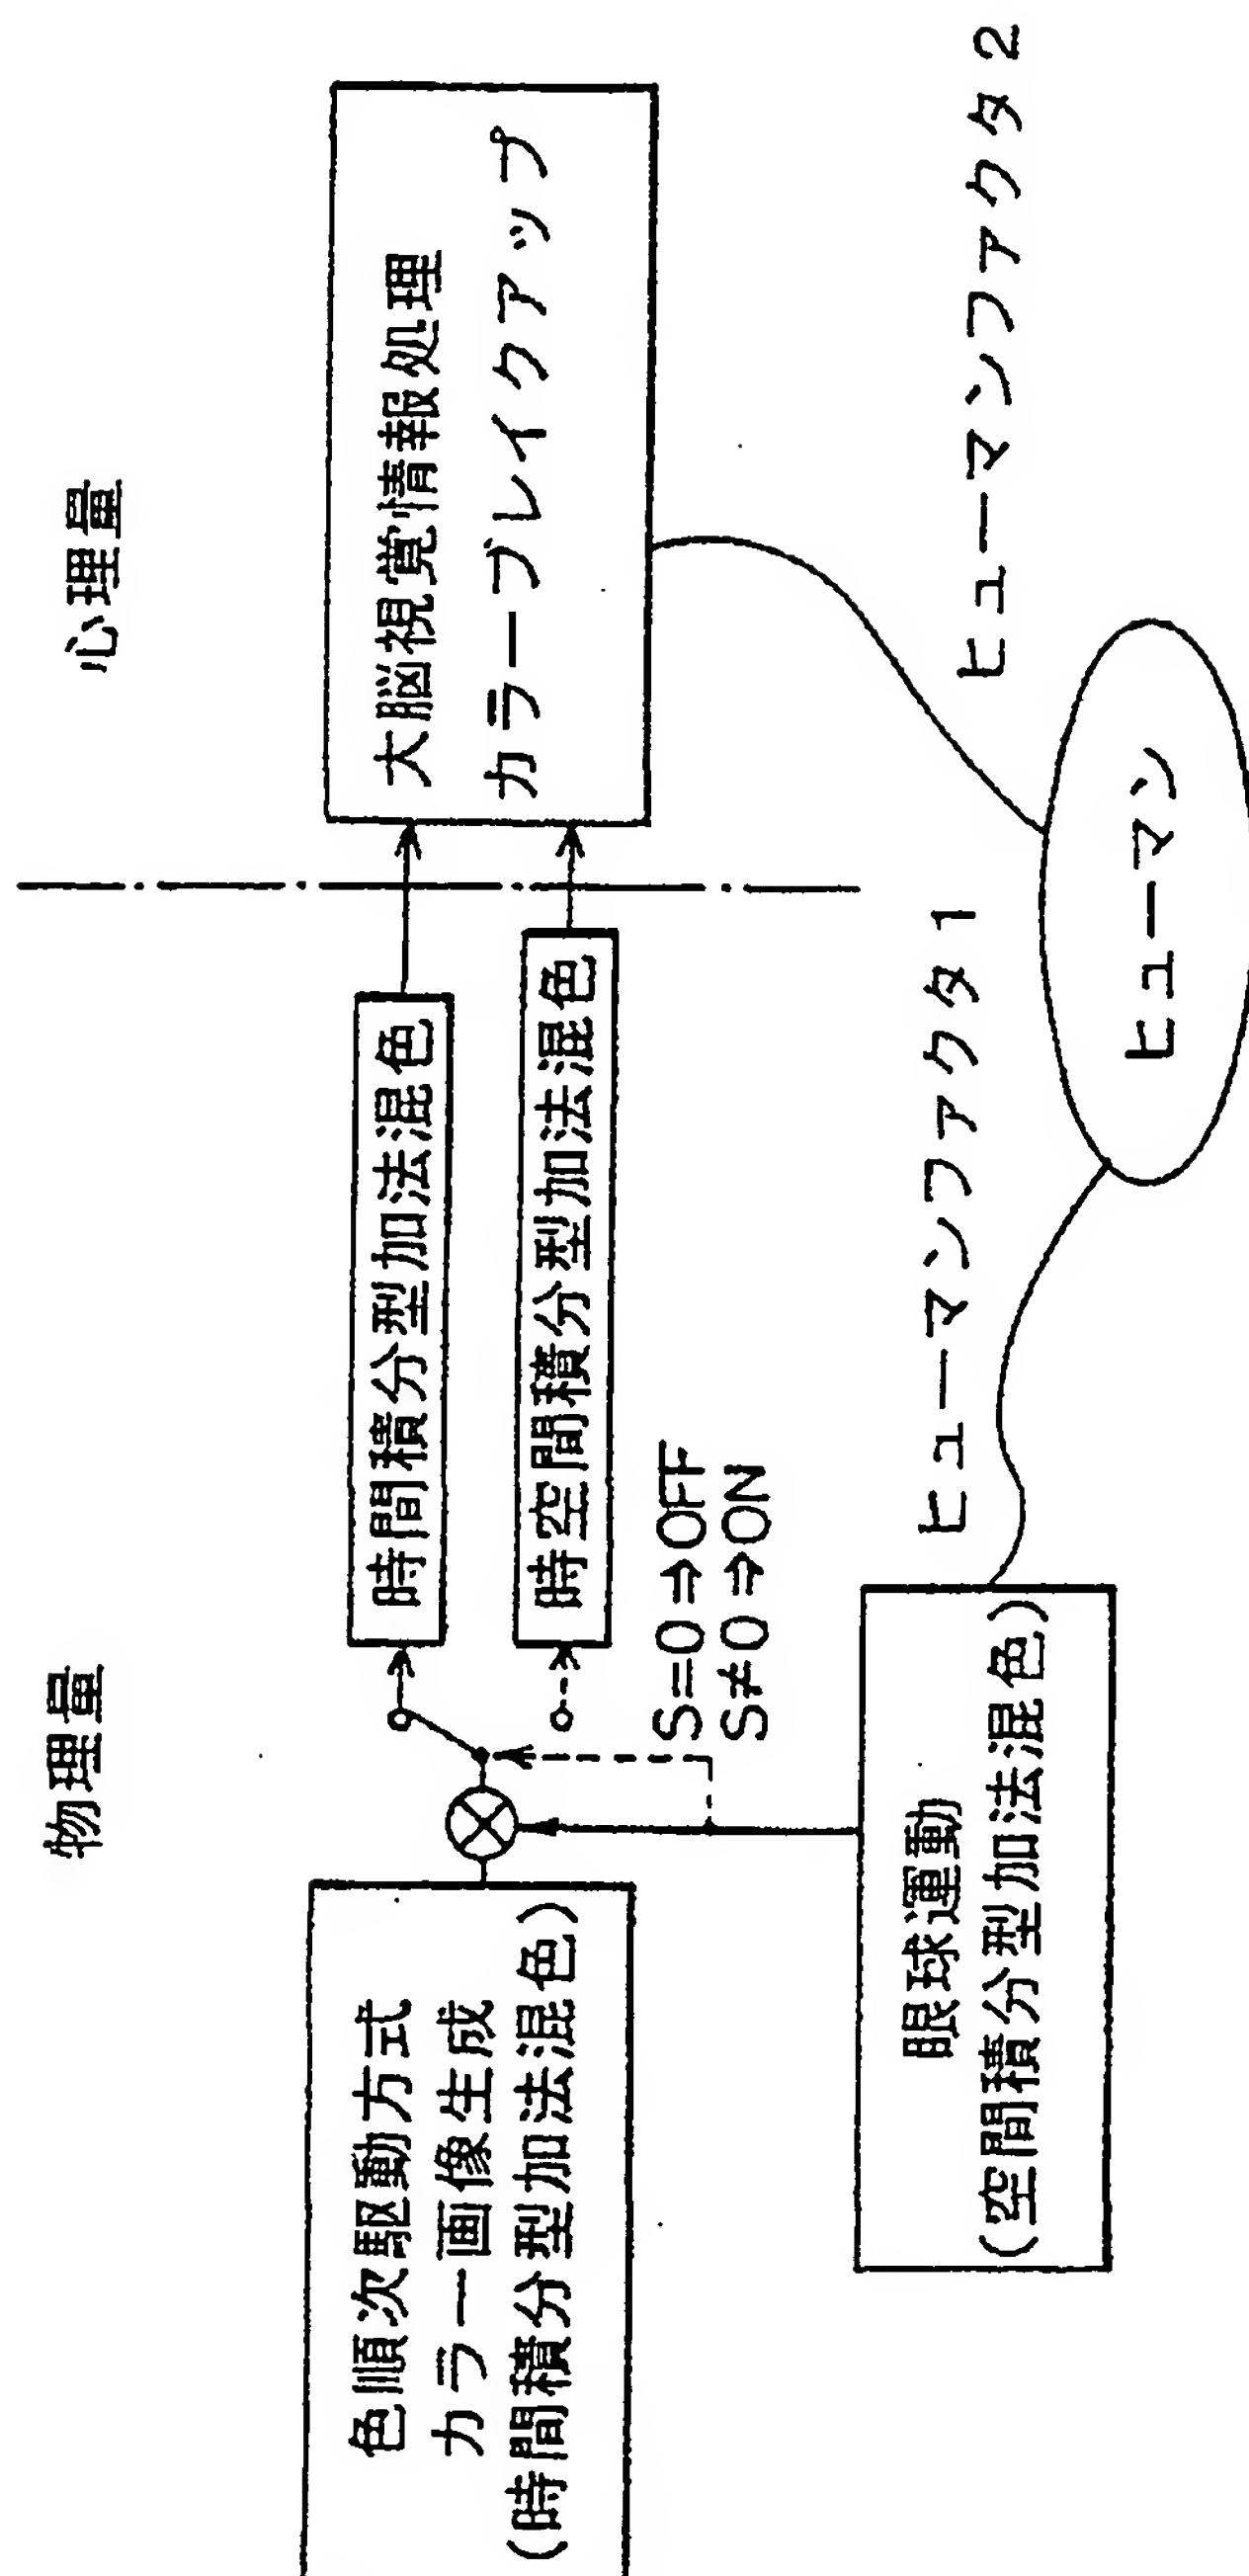 物理量
心理量
色順次駆動方式
カラー画像生成
(時間積分型加法混色)
時間積分型加法混色
時空間積分型加法混色
大脳視覚情報処理
カラーブレイクアップ
S=0⇒OFF
S≠0⇒ON
眼球運動
(空間積分型加法混色)
ヒューマンファクタ1
ヒューマンファクタ2
ヒューマン